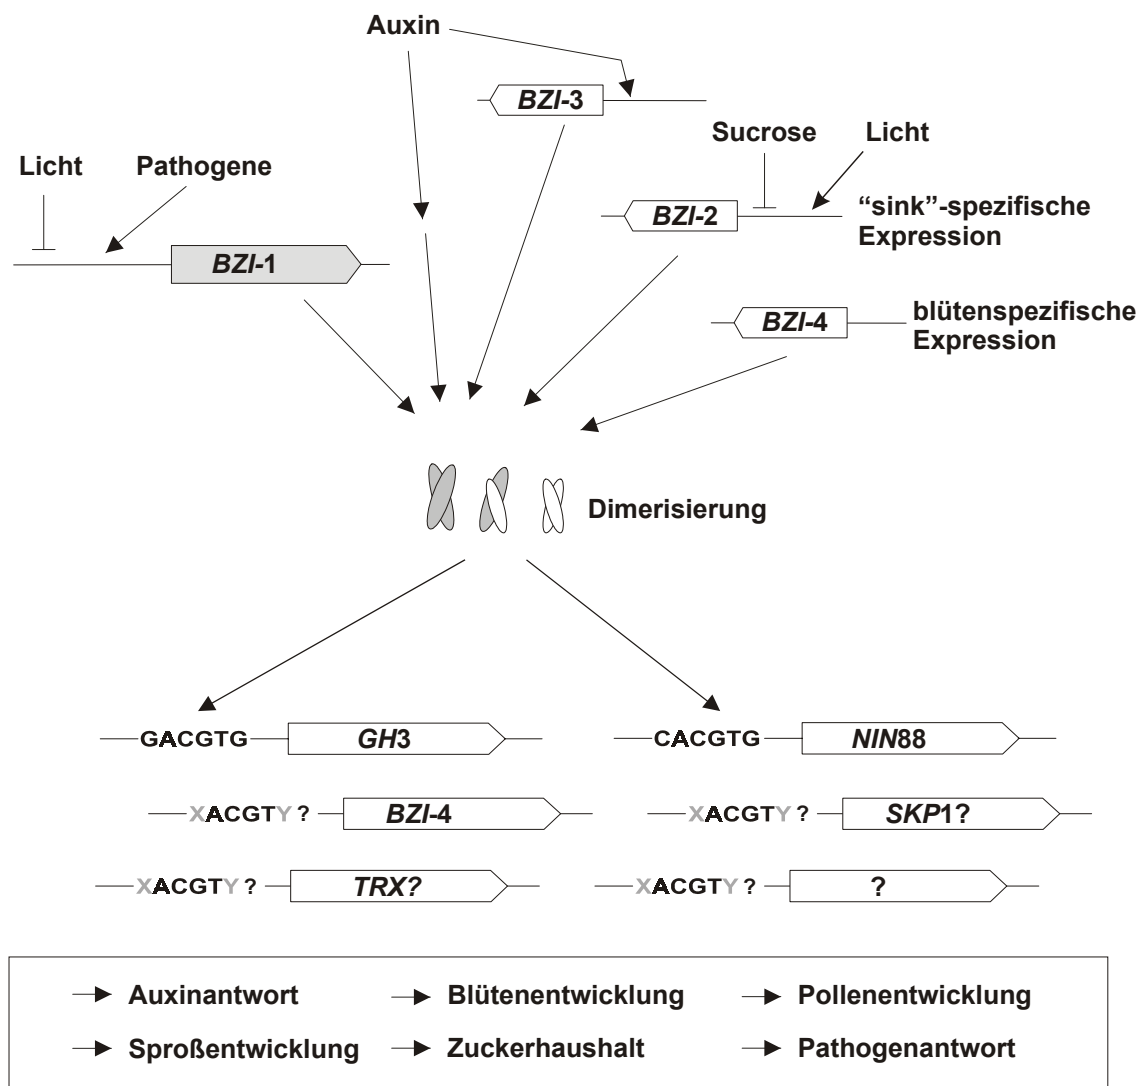 Auxin
BZI-3
Sucrose Licht
Licht Pathogene
BZI-2
“sink”-spezifische
Expression
BZI-1
BZI-4
blütenspezifische
Expression
Dimerisierung
GACGTG GH3
CACGTG NIN88
XACGTY ? BZI-4
XACGTY ? SKP1?
XACGTY ? TRX?
XACGTY ? ?
Auxinantwort Blütenentwicklung Pollenentwicklung
Sproßentwicklung Zuckerhaushalt Pathogenantwort